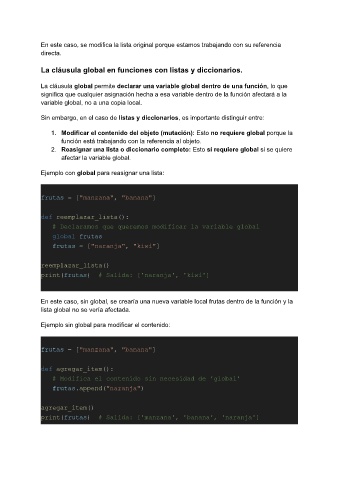 En este caso, se modifica la lista original porque estamos trabajando con su referencia
directa.
La cláusula global en funciones con listas y diccionarios.
La cláusula global permite declarar una variable global dentro de una función, lo que
significa que cualquier asignación hecha a esa variable dentro de la función afectará a la
variable global, no a una copia local.
Sin embargo, en el caso de listas y diccionarios, es importante distinguir entre:
1. Modificar el contenido del objeto (mutación): Esto no requiere global porque la
función está trabajando con la referencia al objeto.
2. Reasignar una lista o diccionario completo: Esto sí requiere global si se quiere
afectar la variable global.
Ejemplo con global para reasignar una lista:
frutas = ["manzana", "banana"]
def reemplazar_lista():
# Declaramos que queremos modificar la variable global
global frutas
frutas = ["naranja", "kiwi"]
reemplazar_lista()
print(frutas) # Salida: ['naranja', 'kiwi']
En este caso, sin global, se crearía una nueva variable local frutas dentro de la función y la
lista global no se vería afectada.
Ejemplo sin global para modificar el contenido:
frutas = ["manzana", "banana"]
def agregar_item():
# Modifica el contenido sin necesidad de 'global'
frutas.append("naranja")
agregar_item()
print(frutas) # Salida: ['manzana', 'banana', 'naranja']